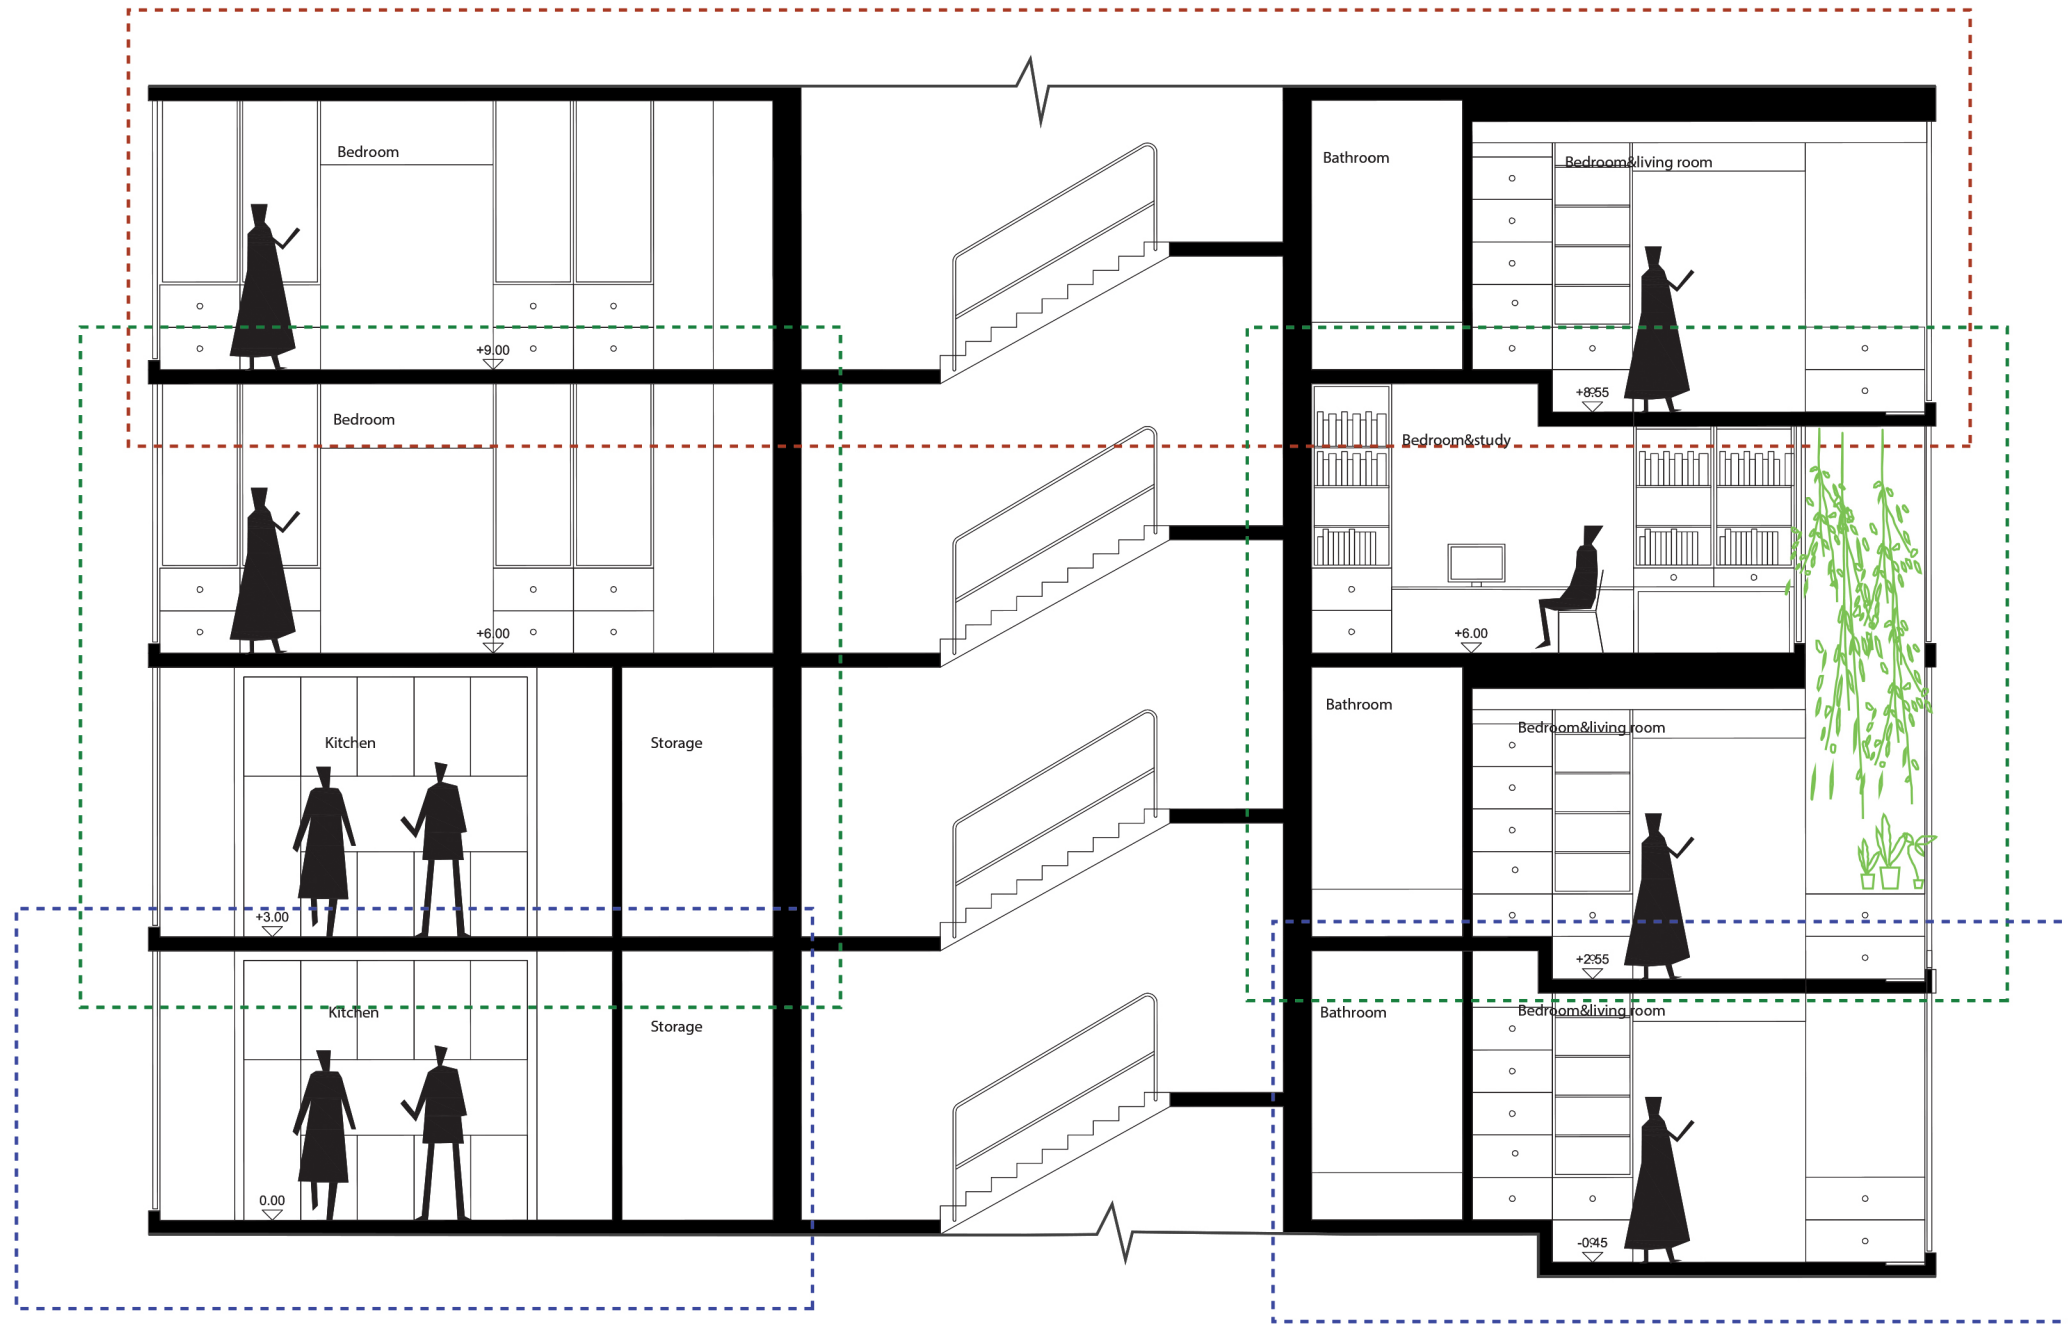 Bedroom
Bathroom
Bedroom&living room
+9.00
+8.55
Bedroom
Bedroom&study
+6.00
+6.00
Kitchen
Storage
Bathroom
Bedroom&living room
+3.00
+2.55
Kitchen
Storage
Bathroom
Bedroom&living room
0.00
-0.45